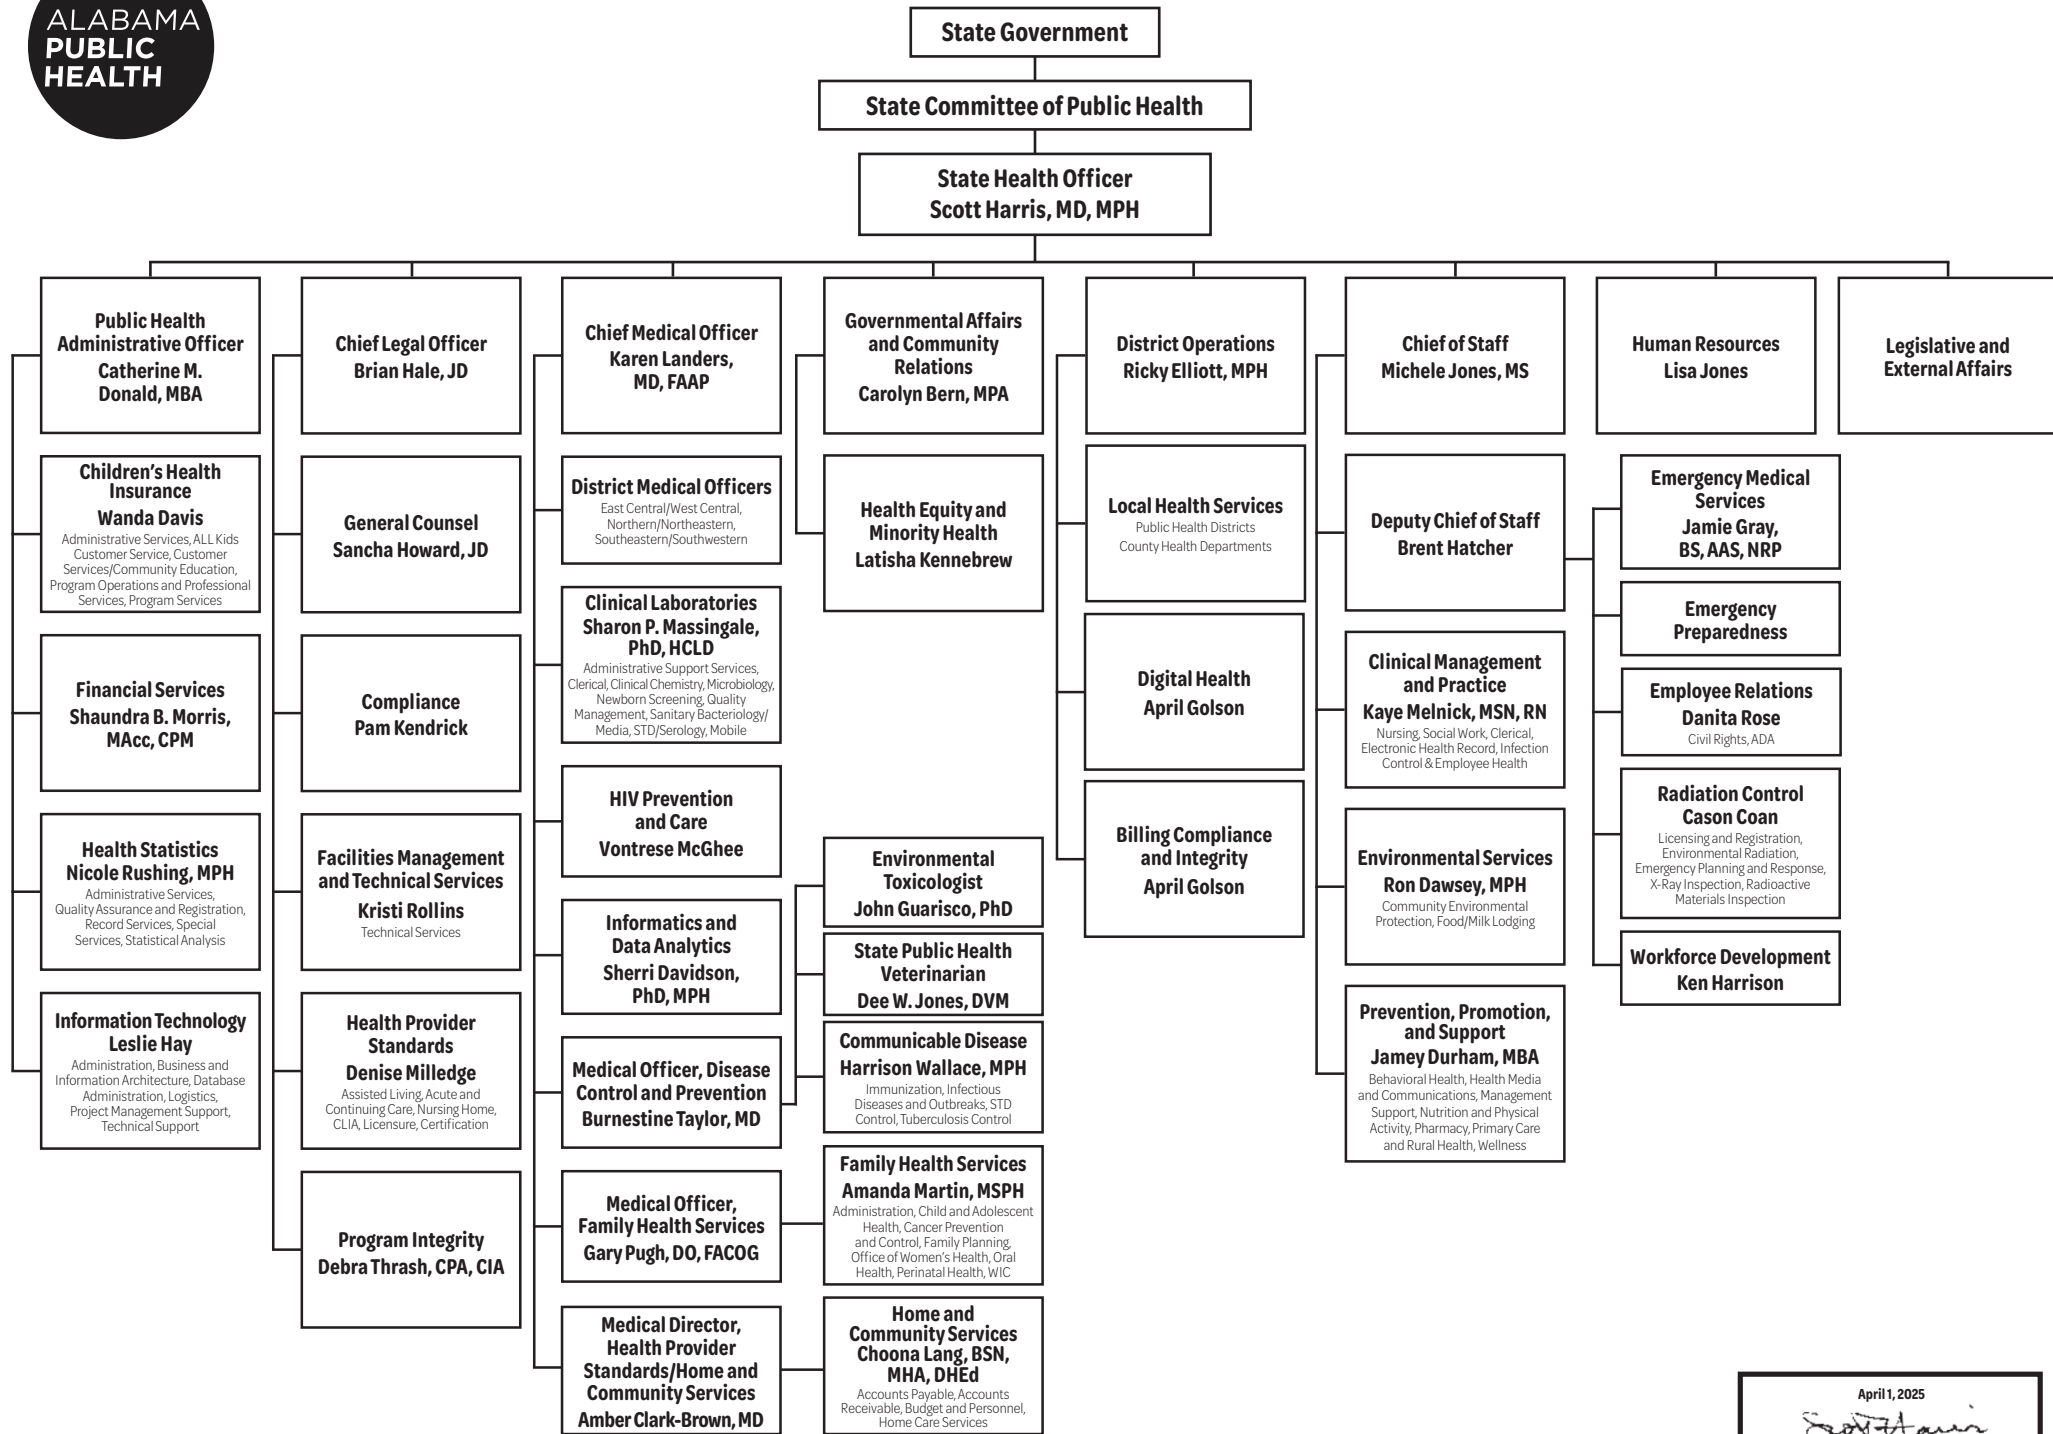 ALABAMA
PUBLIC
HEALTH
State Government
State Committee of Public Health
State Health Officer
Scott Harris, MD, MPH
Public Health
Administrative Officer
Catherine M.
Donald, MBA
Children's Health
Insurance
Wanda Davis
Administrative Services, ALL Kids
Customer Service, Customer
Services/Community Education,
Program Operations and Professional
Services, Program Services
Financial Services
Shaundra B. Morris,
MAcc, CPM
Health Statistics
Nicole Rushing, MPH
Administrative Services,
Quality Assurance and Registration,
Record Services, Special
Services, Statistical Analysis
Information Technology
Leslie Hay
Administration, Business and
Information Architecture, Database
Administration, Logistics,
Project Management Support,
Technical Support
Chief Legal Officer
Brian Hale, JD
General Counsel
Sancha Howard, JD
Compliance
Pam Kendrick
Facilities Management
and Technical Services
Kristi Rollins
Technical Services
Health Provider
Standards
Denise Milledge
Assisted Living, Acute and
Continuing Care, Nursing Home,
CLIA, Licensure, Certification
Program Integrity
Debra Thrash, CPA, CIA
Chief Medical Officer
Karen Landers,
MD, FAAP
District Medical Officers
East Central/West Central,
Northern/Northeastern,
Southeastern/Southwestern
Clinical Laboratories
Sharon P. Massingale,
PhD, HCLD
Administrative Support Services,
Clerical, Clinical Chemistry, Microbiology,
Newborn Screening, Quality
Management, Sanitary Bacteriology/
Media, STD/Serology, Mobile
HIV Prevention
and Care
Vontrese McGhee
Informatics and
Data Analytics
Sherri Davidson,
PhD, MPH
Medical Officer, Disease
Control and Prevention
Burnestine Taylor, MD
Medical Officer,
Family Health Services
Gary Pugh, DO, FACOG
Medical Director,
Health Provider
Standards/Home and
Community Services
Amber Clark-Brown, MD
Governmental Affairs
and Community
Relations
Carolyn Bern, MPA
Health Equity and
Minority Health
Latisha Kennebrew
Environmental
Toxicologist
John Guarisco, PhD
State Public Health
Veterinarian
Dee W. Jones, DVM
Communicable Disease
Harrison Wallace, MPH
Immunization, Infectious
Diseases and Outbreaks, STD
Control, Tuberculosis Control
Family Health Services
Amanda Martin, MSPH
Administration, Child and Adolescent
Health, Cancer Prevention
and Control, Family Planning,
Office of Women's Health, Oral
Health, Perinatal Health, WIC
Home and
Community Services
Choona Lang, BSN,
MHA, DHEd
Accounts Payable, Accounts
Receivable, Budget and Personnel,
Home Care Services
District Operations
Ricky Elliott, MPH
Local Health Services
Public Health Districts
County Health Departments
Digital Health
April Golson
Billing Compliance
and Integrity
April Golson
Chief of Staff
Michele Jones, MS
Deputy Chief of Staff
Brent Hatcher
Clinical Management
and Practice
Kaye Melnick, MSN, RN
Nursing, Social Work, Clerical,
Electronic Health Record, Infection
Control & Employee Health
Environmental Services
Ron Dawsey, MPH
Community Environmental
Protection, Food/Milk Lodging
Prevention, Promotion,
and Support
Jamey Durham, MBA
Behavioral Health, Health Media
and Communications, Management
Support, Nutrition and Physical
Activity, Pharmacy, Primary Care
and Rural Health, Wellness
Human Resources
Lisa Jones
Emergency Medical
Services
Jamie Gray,
BS, AAS, NRP
Emergency
Preparedness
Employee Relations
Danita Rose
Civil Rights, ADA
Radiation Control
Cason Coan
Licensing and Registration,
Environmental Radiation,
Emergency Planning and Response,
X-Ray Inspection, Radioactive
Materials Inspection
Workforce Development
Ken Harrison
Legislative and
External Affairs
April 1, 2025
Scott Harris